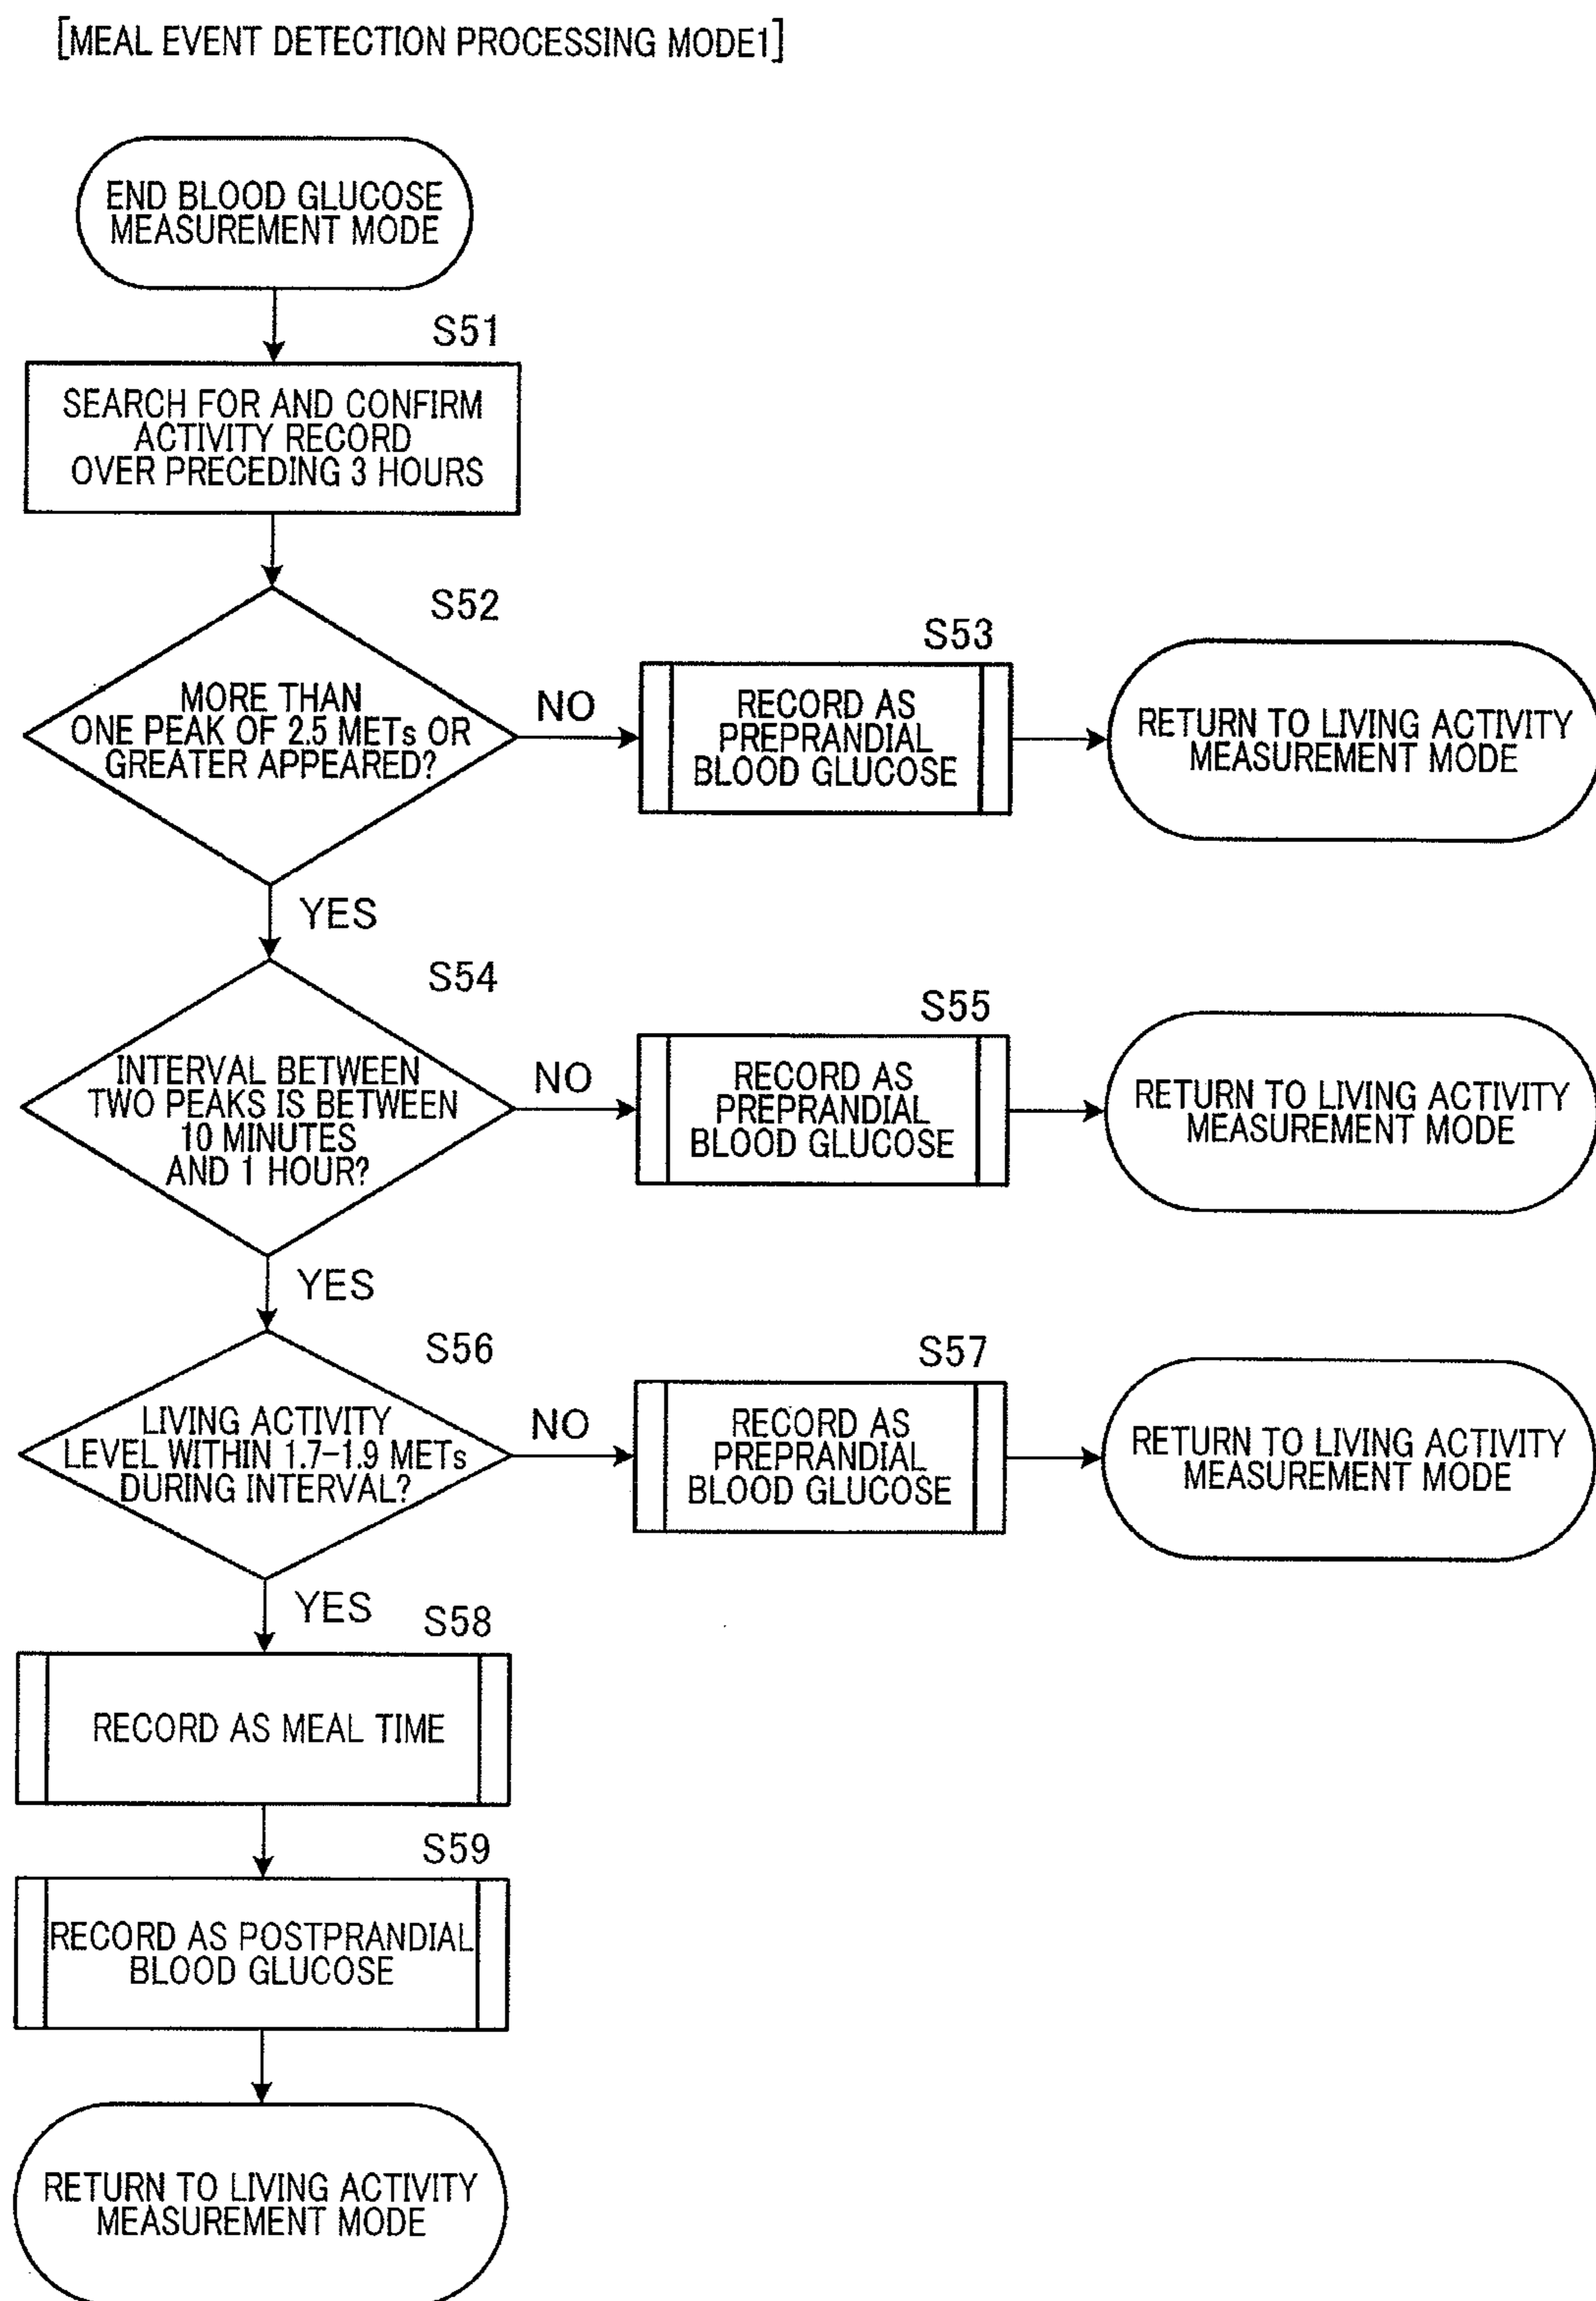 [MEAL EVENT DETECTION PROCESSING MODE1]
END BLOOD GLUCOSE
MEASUREMENT MODE
S51
SEARCH FOR AND CONFIRM
ACTIVITY RECORD
OVER PRECEDING 3 HOURS
S52
MORE THAN
ONE PEAK OF 2.5 METs OR
GREATER APPEARED?
NO
S53
RECORD AS
PREPRANDIAL
BLOOD GLUCOSE
RETURN TO LIVING ACTIVITY
MEASUREMENT MODE
YES
S54
INTERVAL BETWEEN
TWO PEAKS IS BETWEEN
10 MINUTES
AND 1 HOUR?
NO
S55
RECORD AS
PREPRANDIAL
BLOOD GLUCOSE
RETURN TO LIVING ACTIVITY
MEASUREMENT MODE
YES
S56
LIVING ACTIVITY
LEVEL WITHIN 1.7-1.9 METs
DURING INTERVAL?
NO
S57
RECORD AS
PREPRANDIAL
BLOOD GLUCOSE
RETURN TO LIVING ACTIVITY
MEASUREMENT MODE
YES
S58
RECORD AS MEAL TIME
S59
RECORD AS POSTPRANDIAL
BLOOD GLUCOSE
RETURN TO LIVING ACTIVITY
MEASUREMENT MODE